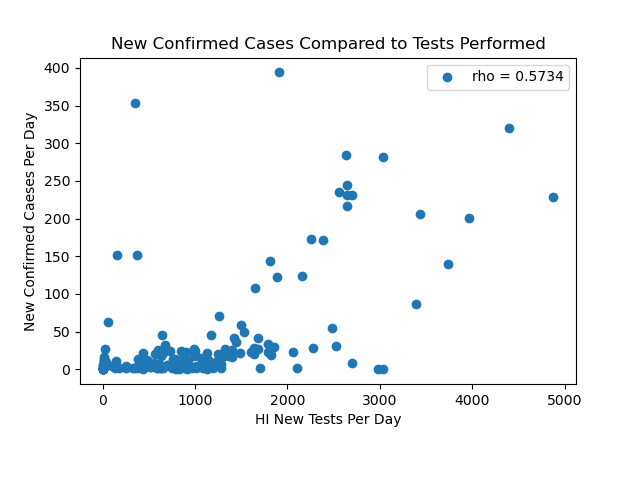 New Confirmed Cases Compared to Tests Performed
rho = 0.5734
400
350
300
250
200
150
100
50
0
New Confirmed Caeses Per Day
0 1000 2000 3000 4000 5000
HI New Tests Per Day